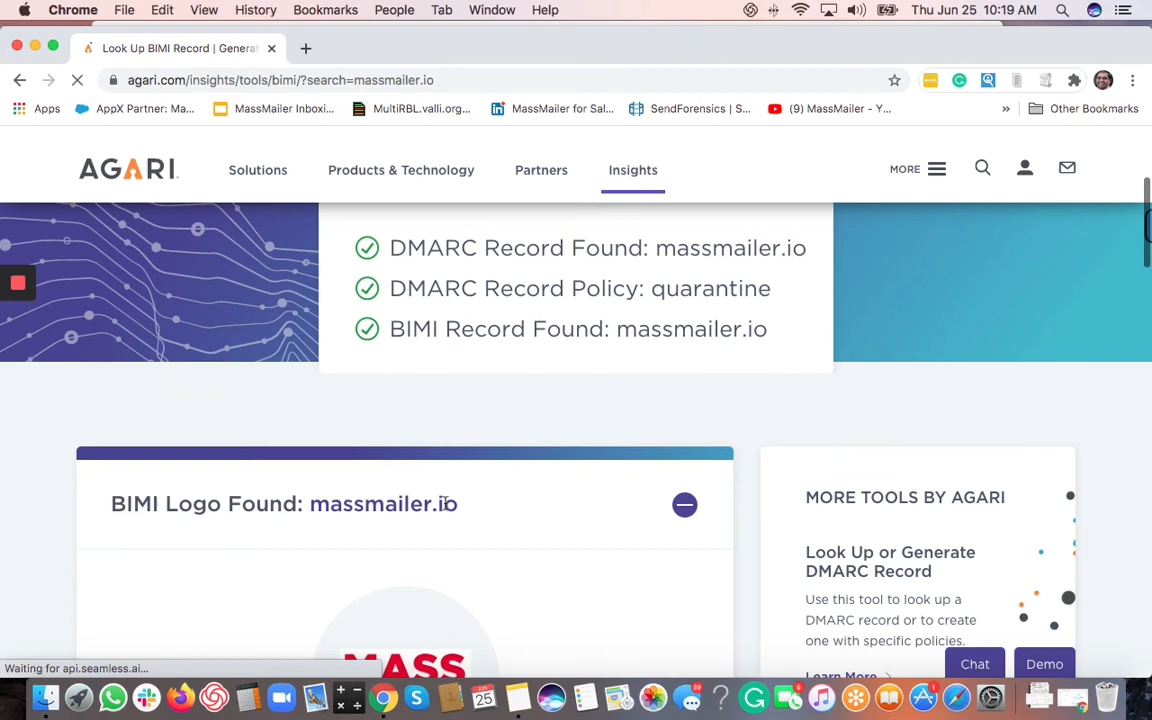 Chrome File Edit View History Bookmarks People Tab Window Help Thu Jun 25 10:19 AM
Look Up BIMI Record | Generat
agari.com/insights/tools/bimi/?search=massmailer.io
Apps AppX Partner: Ma... MassMailer Inboxi... MultiRBL.valli.org... MassMailer for Sal... SendForensics | S... (9) MassMailer - Y... » Other Bookmarks
AGARI. Solutions Products & Technology Partners Insights MORE
DMARC Record Found: massmailer.io
DMARC Record Policy: quarantine
BIMI Record Found: massmailer.io
BIMI Logo Found: massmailer.io
MASS
MORE TOOLS BY AGARI
Look Up or Generate
DMARC Record
Use this tool to look up a
DMARC record or to create
one with specific policies.
Learn More
Chat Demo
Waiting for api.seamless.ai...
JUN
25